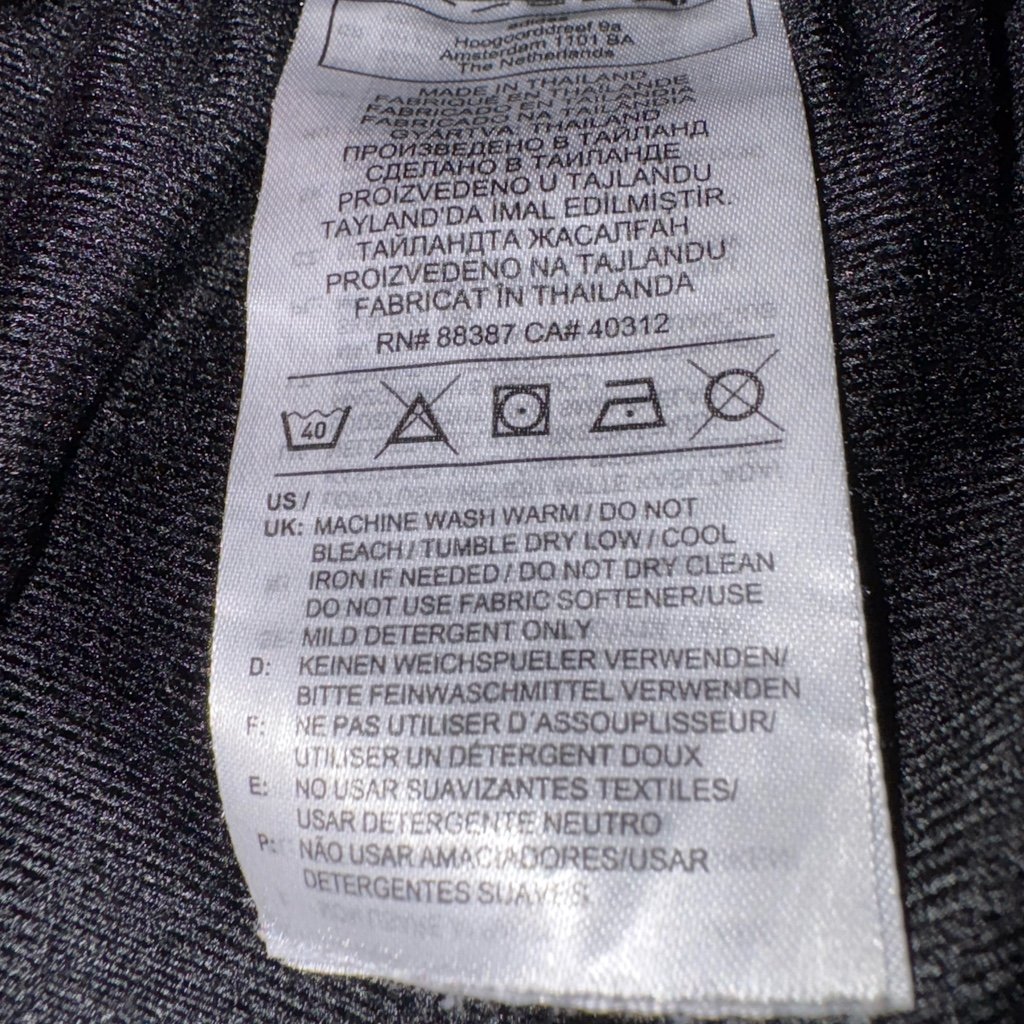 adidas
Hoogoorddreef 9a
Amsterdam 1101 BA
The Netherlands
MADE IN THAILAND
FABRIQUE EN THAILANDE
FABRICADO EN TAILANDIA
FABRICADO NA TAILÂNDIA
GYÁRTVA: THAILAND
ПРОИЗВЕДЕНО В ТАЙЛАНД
СДЕЛАНО В ТАИЛАНДЕ
PROIZVEDENO U TAJLANDU
TAYLAND'DA İMAL EDİLMİŞTİR.
ТАЙЛАНДТА ЖАСАЛҒАН
PROIZVEDENO NA TAJLANDU
FABRICAT ÎN THAILANDA
RN# 88387 CA# 40312
40
US /
UK: MACHINE WASH WARM / DO NOT
BLEACH / TUMBLE DRY LOW / COOL
IRON IF NEEDED / DO NOT DRY CLEAN
DO NOT USE FABRIC SOFTENER/USE
MILD DETERGENT ONLY
D: KEINEN WEICHSPUELER VERWENDEN/
BITTE FEINWASCHMITTEL VERWENDEN
F: NE PAS UTILISER D'ASSOUPLISSEUR/
UTILISER UN DÉTERGENT DOUX
E: NO USAR SUAVIZANTES TEXTILES/
USAR DETERGENTE NEUTRO
P: NÃO USAR AMACIADORES/USAR
DETERGENTES SUAVES